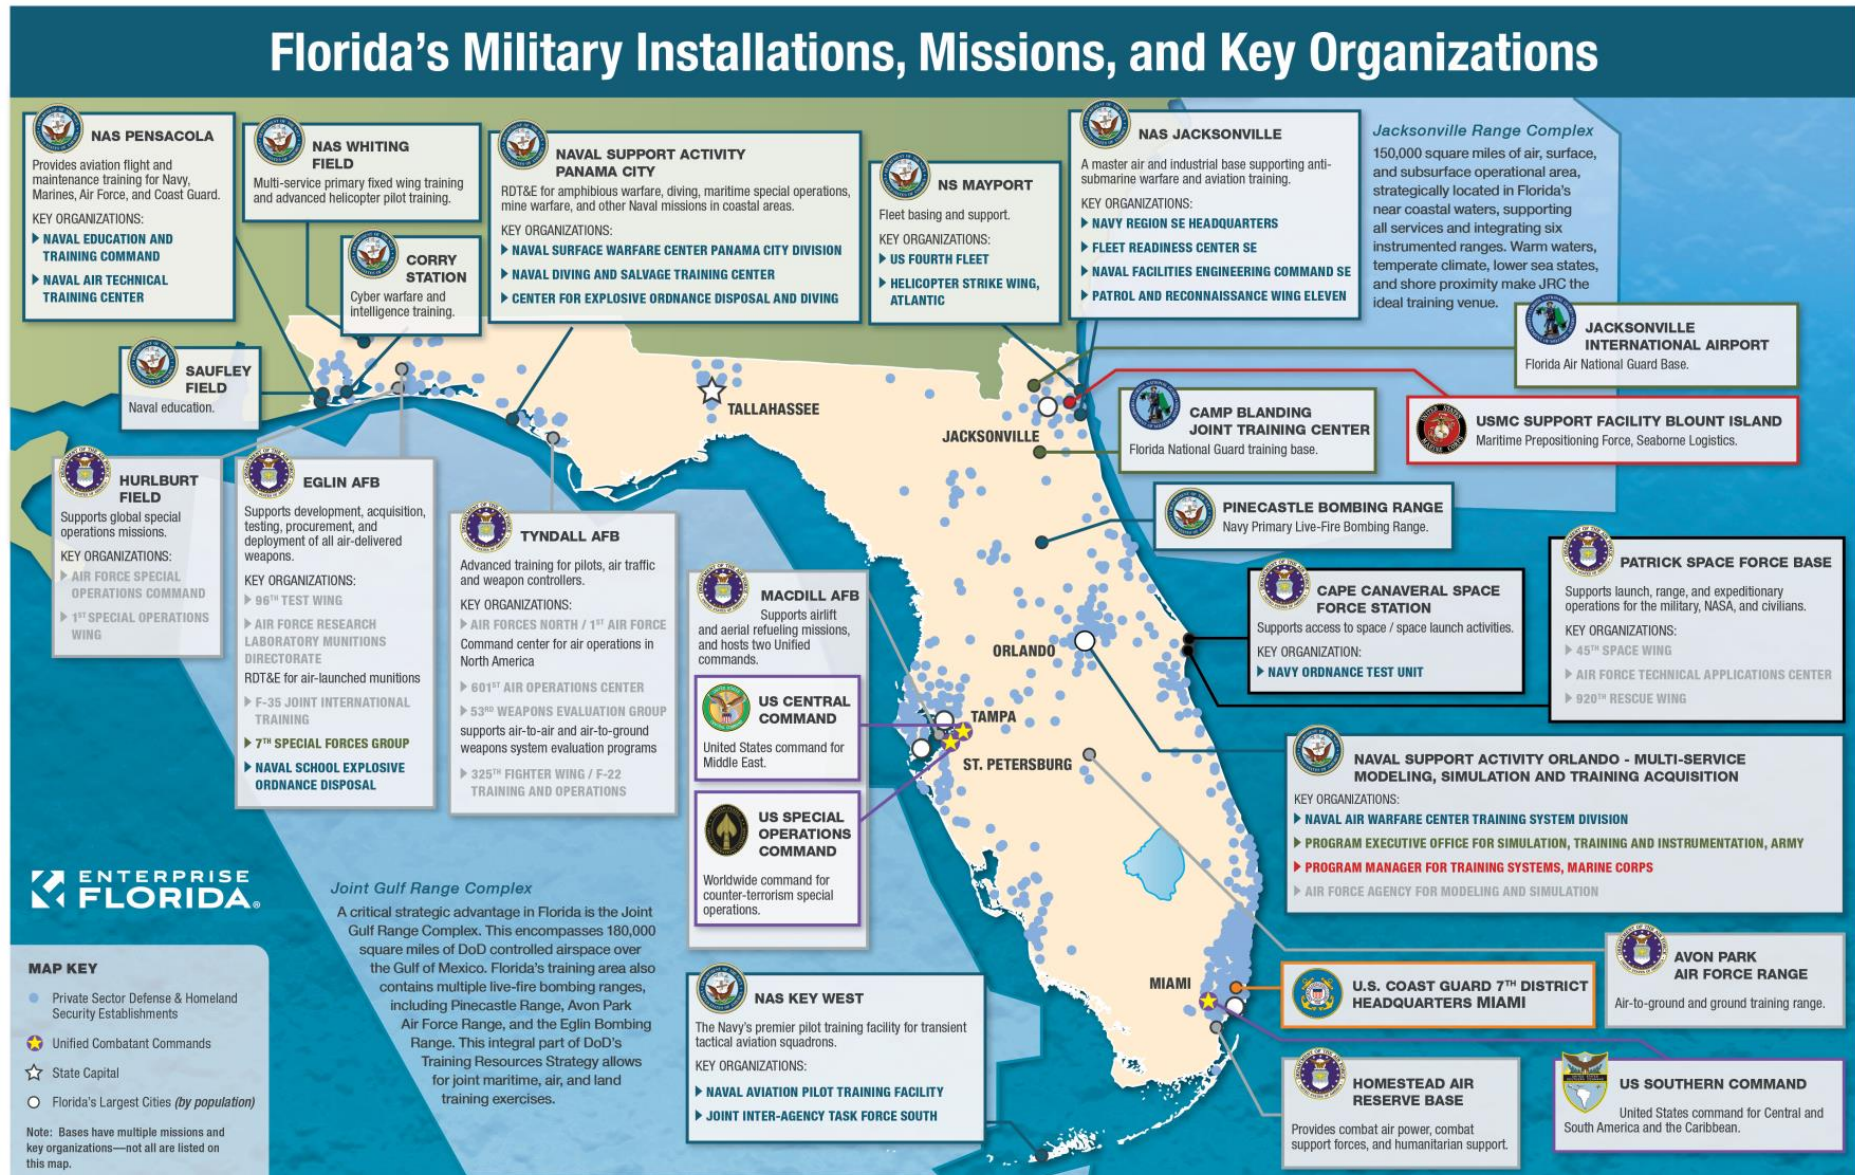 Florida's Military Installations, Missions, and Key Organizations
NAS PENSACOLA
Provides aviation flight and
maintenance training for Navy,
Marines, Air Force, and Coast Guard.
KEY ORGANIZATIONS:
NAVAL EDUCATION AND
TRAINING COMMAND
NAVAL AIR TECHNICAL
TRAINING CENTER
NAS WHITING
FIELD
Multi-service primary fixed wing training
and advanced helicopter pilot training.
CORRY
STATION
Cyber warfare and
intelligence training.
NAVAL SUPPORT ACTIVITY
PANAMA CITY
RDT&E for amphibious warfare, diving, maritime special operations,
mine warfare, and other Naval missions in coastal areas.
KEY ORGANIZATIONS:
NAVAL SURFACE WARFARE CENTER PANAMA CITY DIVISION
NAVAL DIVING AND SALVAGE TRAINING CENTER
CENTER FOR EXPLOSIVE ORDNANCE DISPOSAL AND DIVING
NS MAYPORT
Fleet basing and support.
KEY ORGANIZATIONS:
US FOURTH FLEET
HELICOPTER STRIKE WING,
ATLANTIC
NAS JACKSONVILLE
A master air and industrial base supporting anti-
submarine warfare and aviation training.
KEY ORGANIZATIONS:
NAVY REGION SE HEADQUARTERS
FLEET READINESS CENTER SE
NAVAL FACILITIES ENGINEERING COMMAND SE
PATROL AND RECONNAISSANCE WING ELEVEN
Jacksonville Range Complex
150,000 square miles of air, surface,
and subsurface operational area,
strategically located in Florida's
near coastal waters, supporting
all services and integrating six
instrumented ranges. Warm waters,
temperate climate, lower sea states,
and shore proximity make JRC the
ideal training venue.
JACKSONVILLE
INTERNATIONAL AIRPORT
Florida Air National Guard Base.
SAUFLEY
FIELD
Naval education.
TALLAHASSEE
JACKSONVILLE
CAMP BLANDING
JOINT TRAINING CENTER
Florida National Guard training base.
USMC SUPPORT FACILITY BLOUNT ISLAND
Maritime Prepositioning Force, Seaborne Logistics.
HURLBURT
FIELD
Supports global special
operations missions.
KEY ORGANIZATIONS:
AIR FORCE SPECIAL
OPERATIONS COMMAND
1ST SPECIAL OPERATIONS
WING
EGLIN AFB
Supports development, acquisition,
testing, procurement, and
deployment of all air-delivered
weapons.
KEY ORGANIZATIONS:
96TH TEST WING
AIR FORCE RESEARCH
LABORATORY MUNITIONS
DIRECTORATE
RDT&E for air-launched munitions
F-35 JOINT INTERNATIONAL
TRAINING
7TH SPECIAL FORCES GROUP
NAVAL SCHOOL EXPLOSIVE
ORDNANCE DISPOSAL
TYNDALL AFB
Advanced training for pilots, air traffic
and weapon controllers.
KEY ORGANIZATIONS:
AIR FORCES NORTH / 1ST AIR FORCE
Command center for air operations in
North America
601ST AIR OPERATIONS CENTER
53RD WEAPONS EVALUATION GROUP
supports air-to-air and air-to-ground
weapons system evaluation programs
325TH FIGHTER WING / F-22
TRAINING AND OPERATIONS
MACDILL AFB
Supports airlift
and aerial refueling missions,
and hosts two Unified
commands.
US CENTRAL
COMMAND
United States command for
Middle East.
US SPECIAL
OPERATIONS
COMMAND
Worldwide command for
counter-terrorism special
operations.
PINECASTLE BOMBING RANGE
Navy Primary Live-Fire Bombing Range.
CAPE CANAVERAL SPACE
FORCE STATION
Supports access to space / space launch activities.
KEY ORGANIZATION:
NAVY ORDNANCE TEST UNIT
PATRICK SPACE FORCE BASE
Supports launch, range, and expeditionary
operations for the military, NASA, and civilians.
KEY ORGANIZATIONS:
45TH SPACE WING
AIR FORCE TECHNICAL APPLICATIONS CENTER
920TH RESCUE WING
ORLANDO
TAMPA
ST. PETERSBURG
NAVAL SUPPORT ACTIVITY ORLANDO - MULTI-SERVICE
MODELING, SIMULATION AND TRAINING ACQUISITION
KEY ORGANIZATIONS:
NAVAL AIR WARFARE CENTER TRAINING SYSTEM DIVISION
PROGRAM EXECUTIVE OFFICE FOR SIMULATION, TRAINING AND INSTRUMENTATION, ARMY
PROGRAM MANAGER FOR TRAINING SYSTEMS, MARINE CORPS
AIR FORCE AGENCY FOR MODELING AND SIMULATION
ENTERPRISE
FLORIDA®
Joint Gulf Range Complex
A critical strategic advantage in Florida is the Joint
Gulf Range Complex. This encompasses 180,000
square miles of DoD controlled airspace over
the Gulf of Mexico. Florida's training area also
contains multiple live-fire bombing ranges,
including Pinecastle Range, Avon Park
Air Force Range, and the Eglin Bombing
Range. This integral part of DoD's
Training Resources Strategy allows
for joint maritime, air, and land
training exercises.
MAP KEY
Private Sector Defense & Homeland
Security Establishments
Unified Combatant Commands
State Capital
Florida's Largest Cities (by population)
Note: Bases have multiple missions and
key organizations—not all are listed on
this map.
NAS KEY WEST
The Navy's premier pilot training facility for transient
tactical aviation squadrons.
KEY ORGANIZATIONS:
NAVAL AVIATION PILOT TRAINING FACILITY
JOINT INTER-AGENCY TASK FORCE SOUTH
MIAMI
U.S. COAST GUARD 7TH DISTRICT
HEADQUARTERS MIAMI
AVON PARK
AIR FORCE RANGE
Air-to-ground and ground training range.
HOMESTEAD AIR
RESERVE BASE
Provides combat air power, combat
support forces, and humanitarian support.
US SOUTHERN COMMAND
United States command for Central and
South America and the Caribbean.